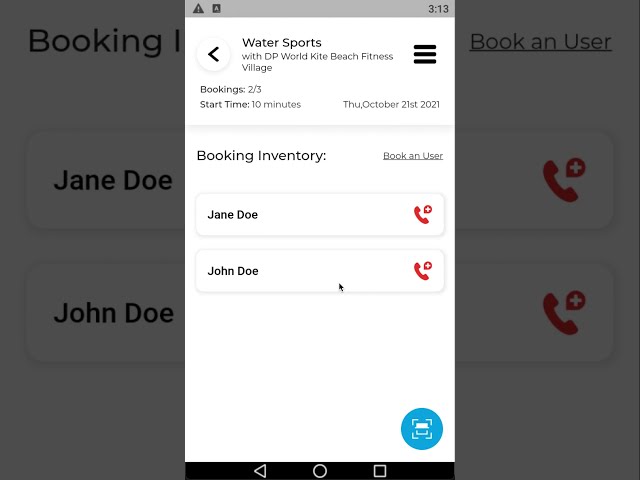 3:13
Water Sports
with DP World Kite Beach Fitness
Village
Bookings: 2/3
Start Time: 10 minutes
Thu,October 21st 2021
Booking Inventory:
Book an User
Jane Doe
John Doe
Booking I
Book an User
Jane Doe
John Doe